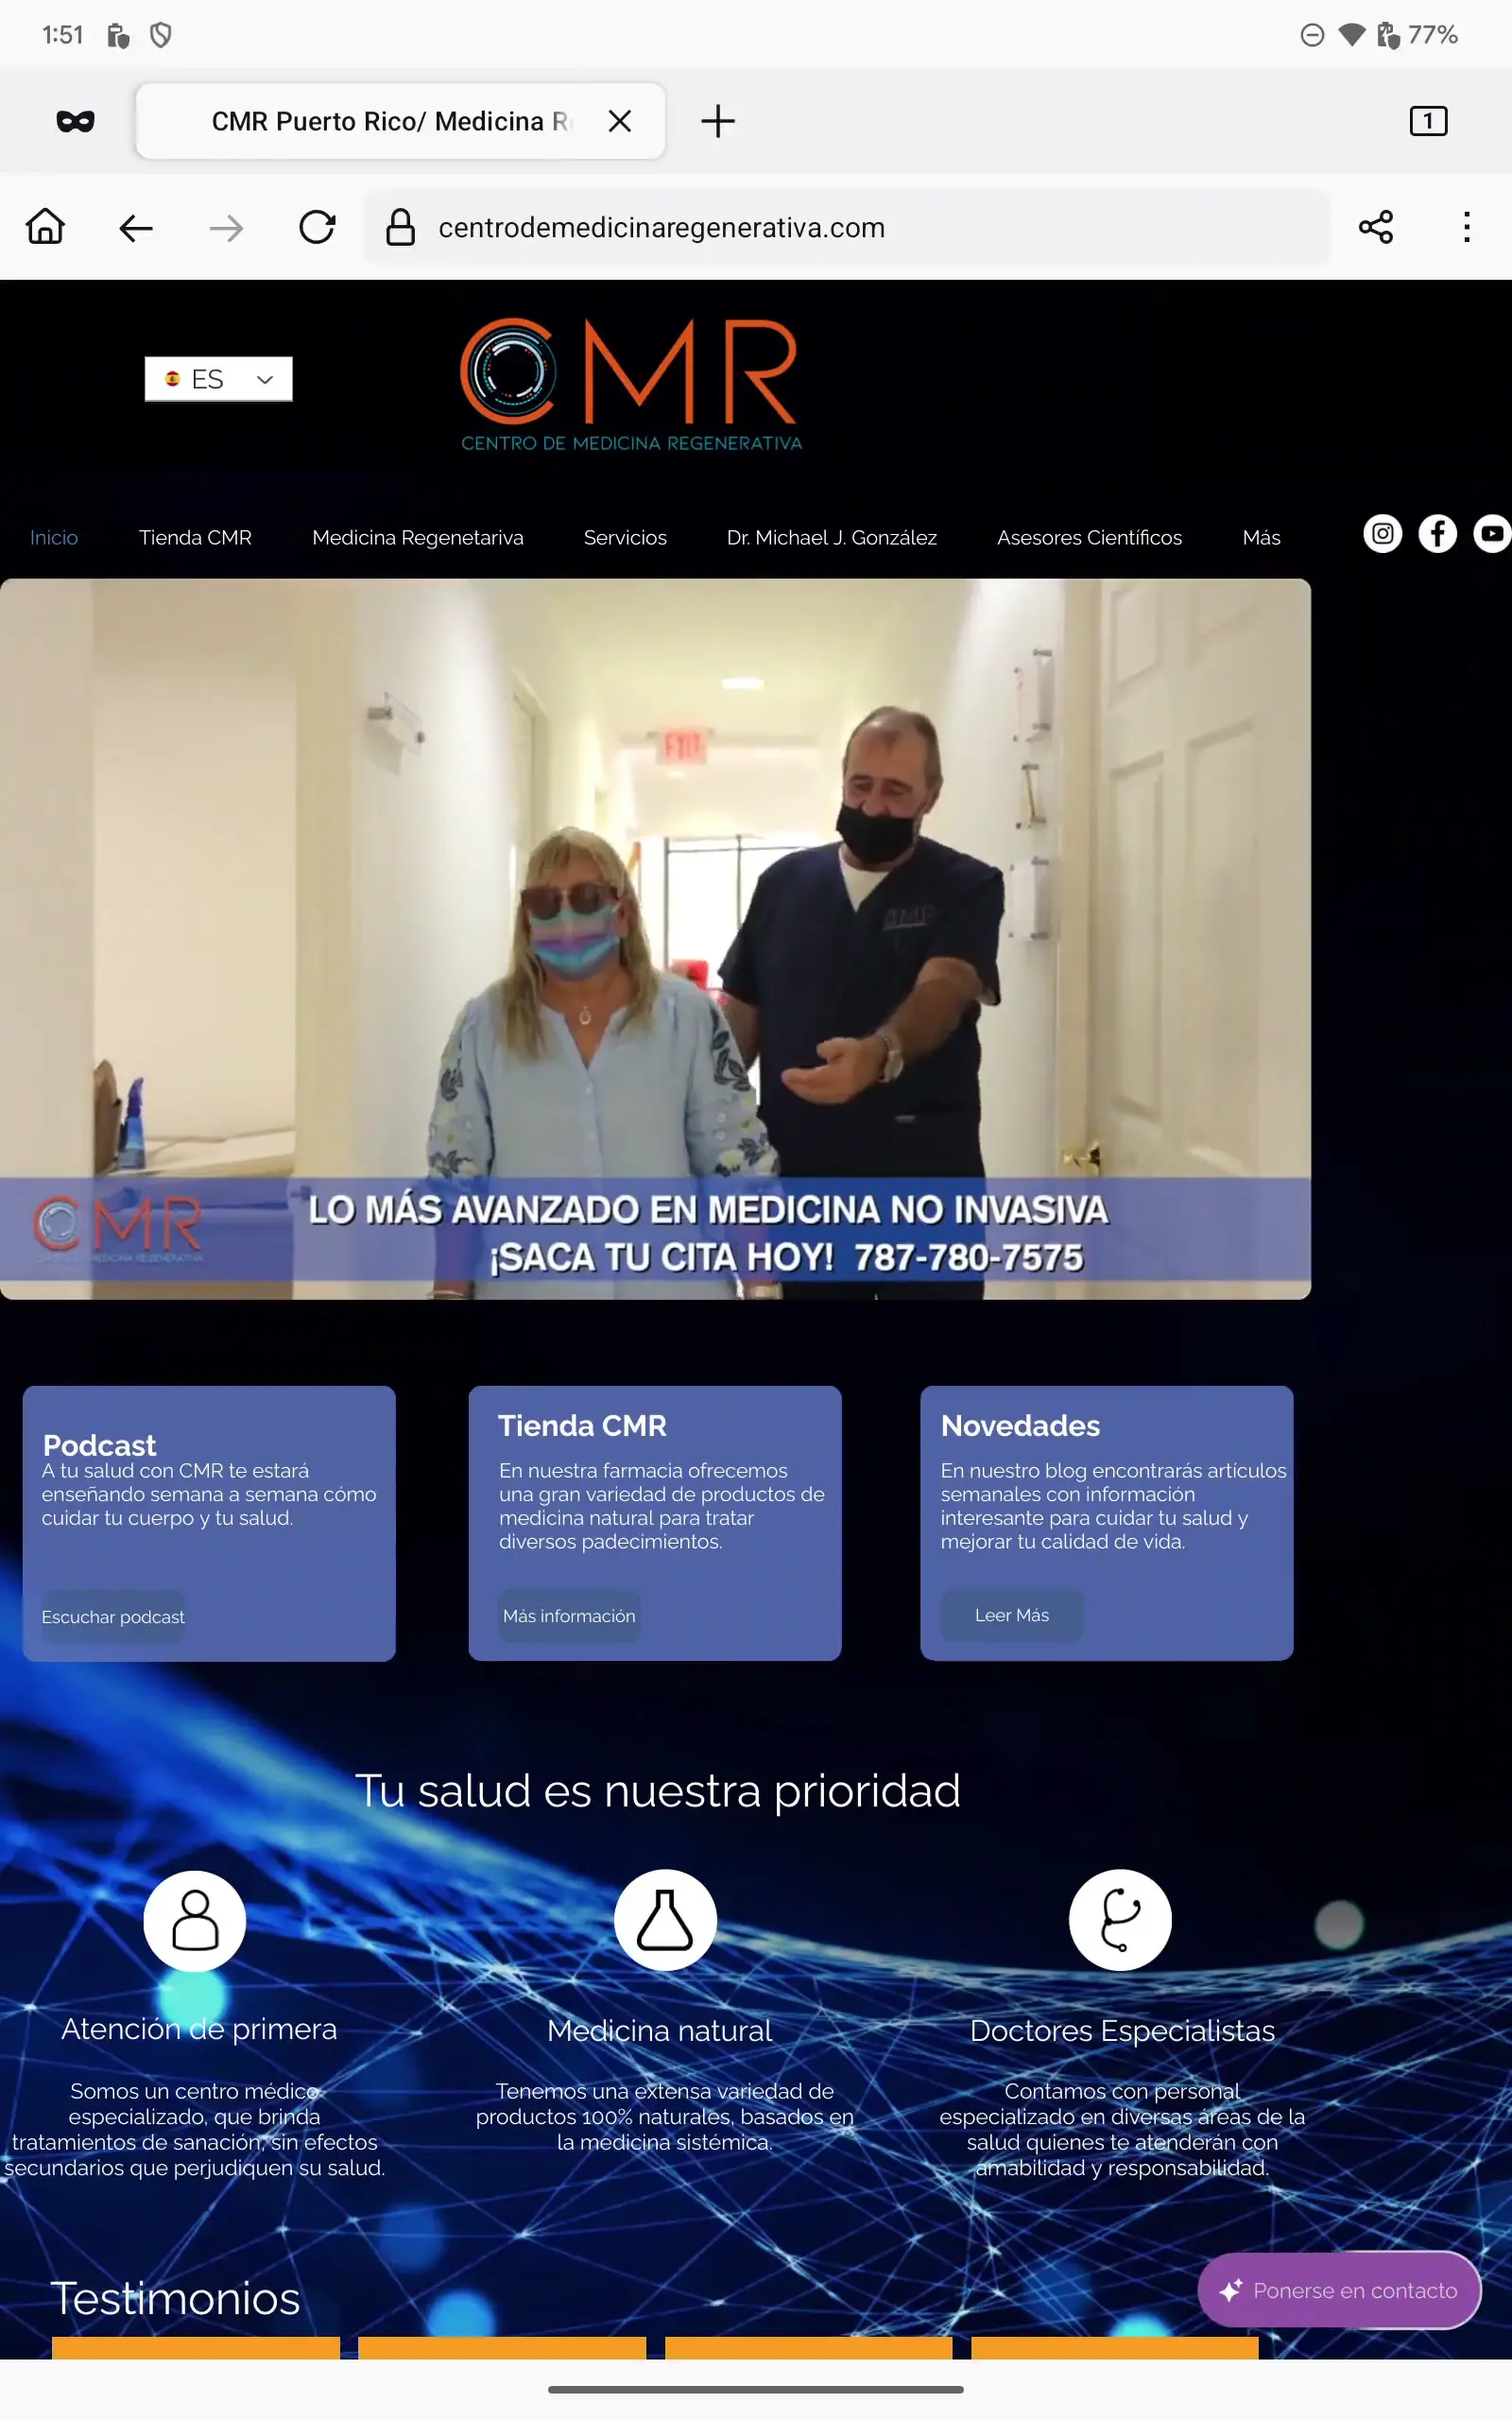 1:51
77%
CMR Puerto Rico/ Medicina R
1
centrodemedicinaregenerativa.com
ES
CMR
CENTRO DE MEDICINA REGENERATIVA
Inicio
Tienda CMR
Medicina Regenetariva
Servicios
Dr. Michael J. González
Asesores Científicos
Más
EXIT
CMR
CMR
MEDICINA REGENERATIVA
LO MÁS AVANZADO EN MEDICINA NO INVASIVA
¡SACA TU CITA HOY! 787-780-7575
Podcast
A tu salud con CMR te estará
enseñando semana a semana cómo
cuidar tu cuerpo y tu salud.
Escuchar podcast
Tienda CMR
En nuestra farmacia ofrecemos
una gran variedad de productos de
medicina natural para tratar
diversos padecimientos.
Más información
Novedades
En nuestro blog encontrarás artículos
semanales con información
interesante para cuidar tu salud y
mejorar tu calidad de vida.
Leer Más
Tu salud es nuestra prioridad
Atención de primera
Somos un centro médico
especializado, que brinda
tratamientos de sanación, sin efectos
secundarios que perjudiquen su salud.
Medicina natural
Tenemos una extensa variedad de
productos 100% naturales, basados en
la medicina sistémica.
Doctores Especialistas
Contamos con personal
especializado en diversas áreas de la
salud quienes te atenderán con
amabilidad y responsabilidad.
Testimonios
Ponerse en contacto